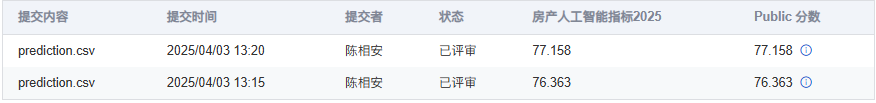 提交内容 提交时间 提交者 状态 房产人工智能指标2025 Public 分数
prediction.csv 2025/04/03 13:20 陈相安 已评审 77.158 77.158
prediction.csv 2025/04/03 13:15 陈相安 已评审 76.363 76.363